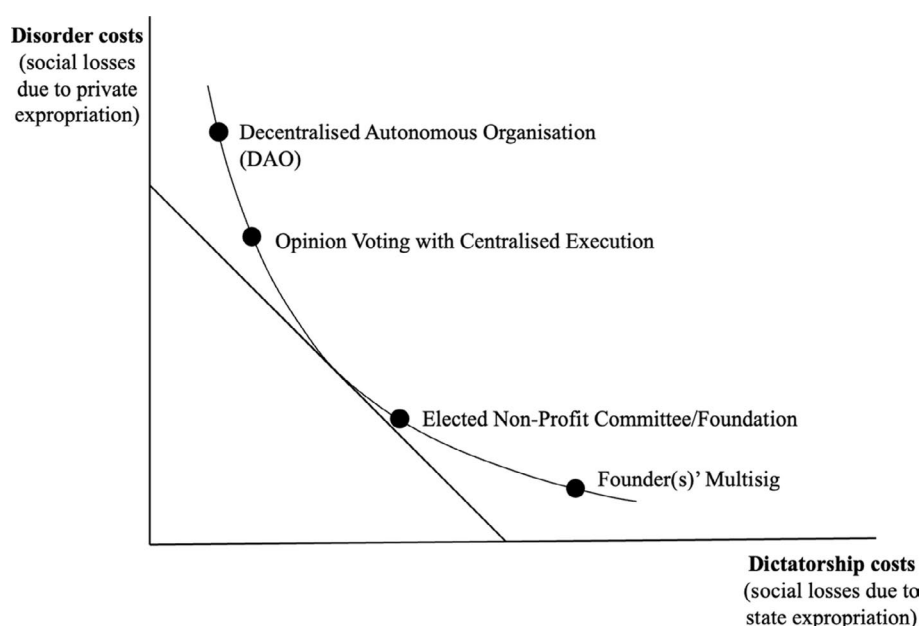 Disorder costs
(social losses
due to private
expropriation)
Decentralised Autonomous Organisation
(DAO)
Opinion Voting with Centralised Execution
Elected Non-Profit Committee/Foundation
Founder(s)’ Multisig
Dictatorship costs
(social losses due to
state expropriation)